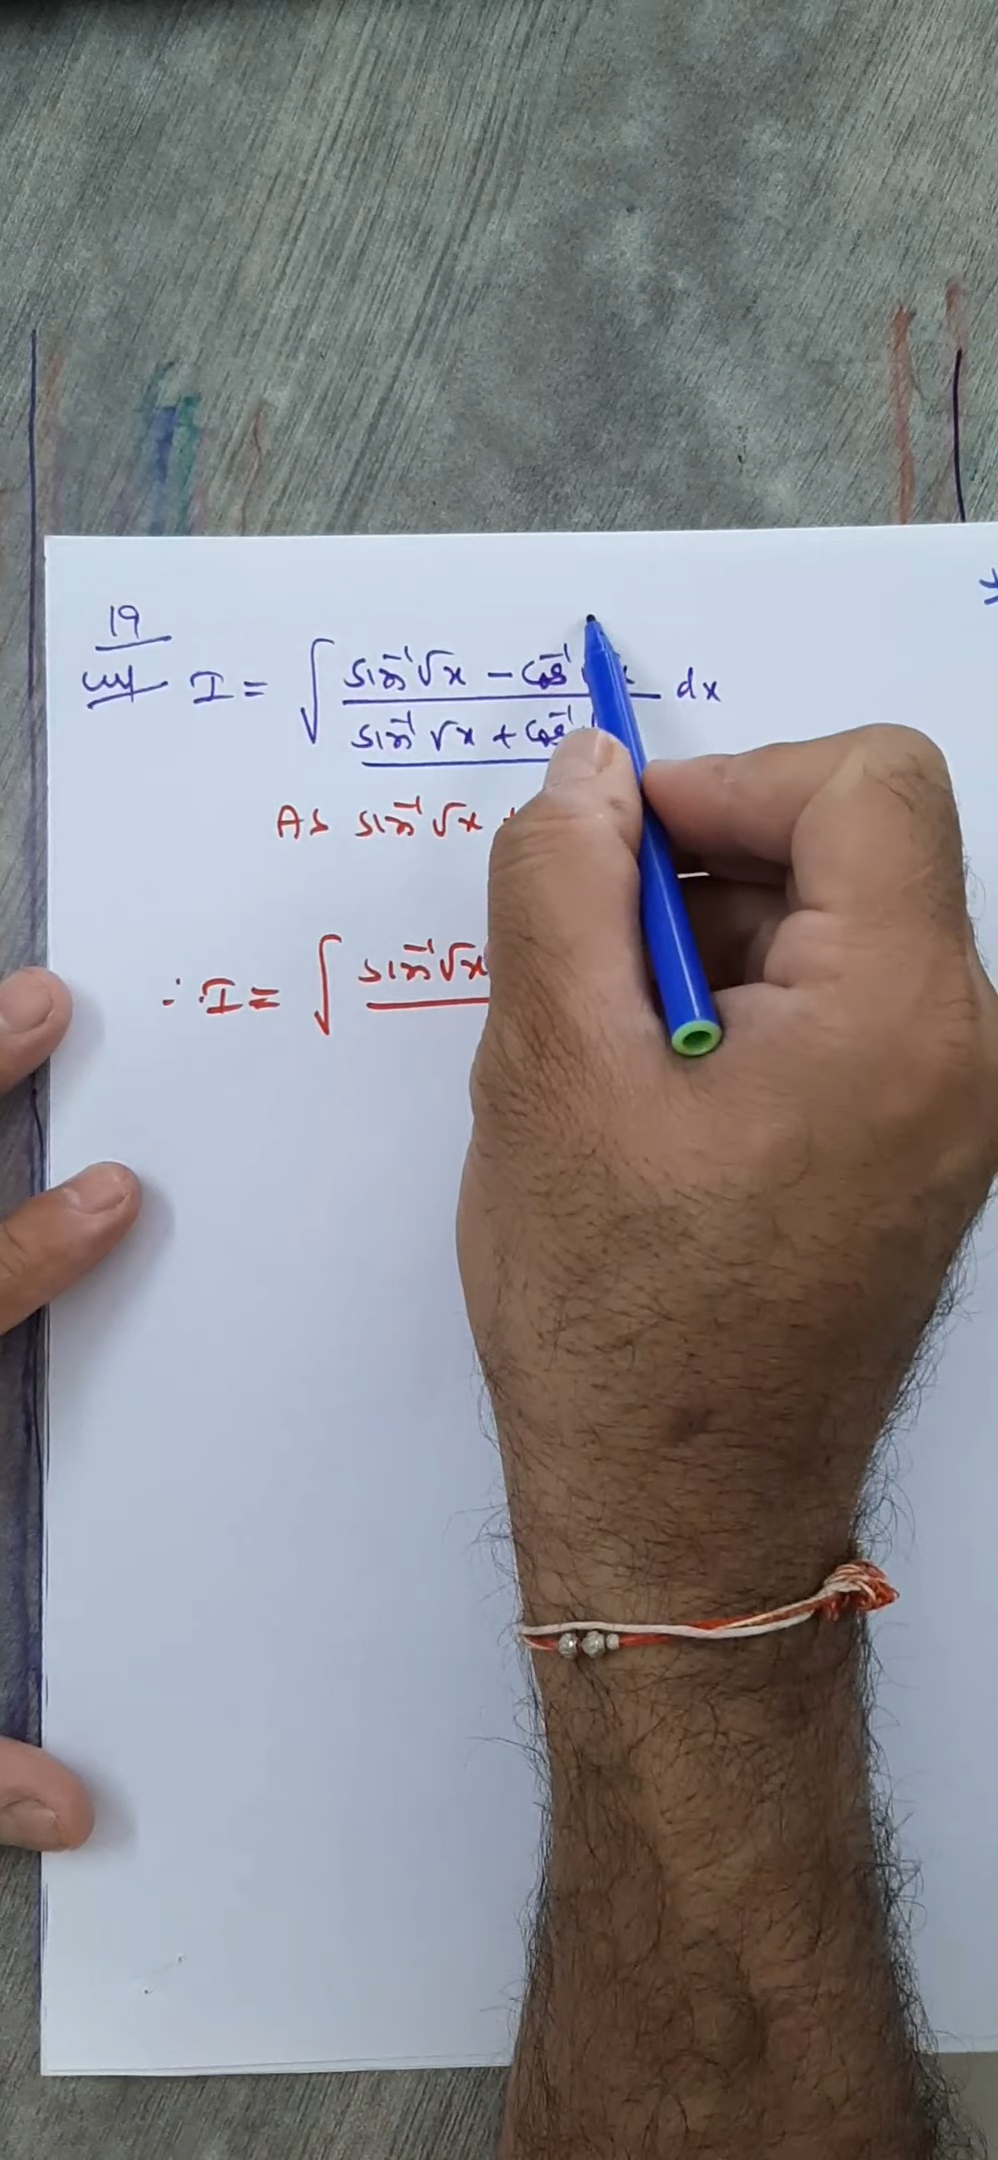 19
I = ∫ sin⁻¹√x − cos⁻¹ x dx
sin⁻¹√x + cos⁻¹
As sin⁻¹√x
∴ I = ∫ sin⁻¹√x